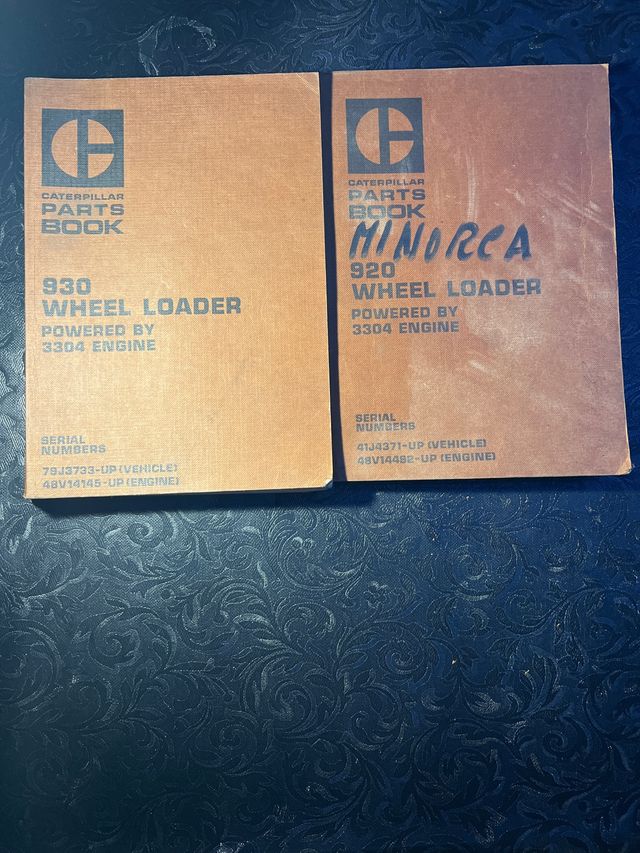 CATERPILLAR
PARTS
BOOK
930
WHEEL LOADER
POWERED BY
3304 ENGINE
SERIAL
NUMBERS
79J3733-UP (VEHICLE)
48V14145-UP (ENGINE)
CATERPILLAR
PARTS
BOOK
MINORCA
920
WHEEL LOADER
POWERED BY
3304 ENGINE
SERIAL
NUMBERS
41J4371-UP (VEHICLE)
48V14482-UP (ENGINE)